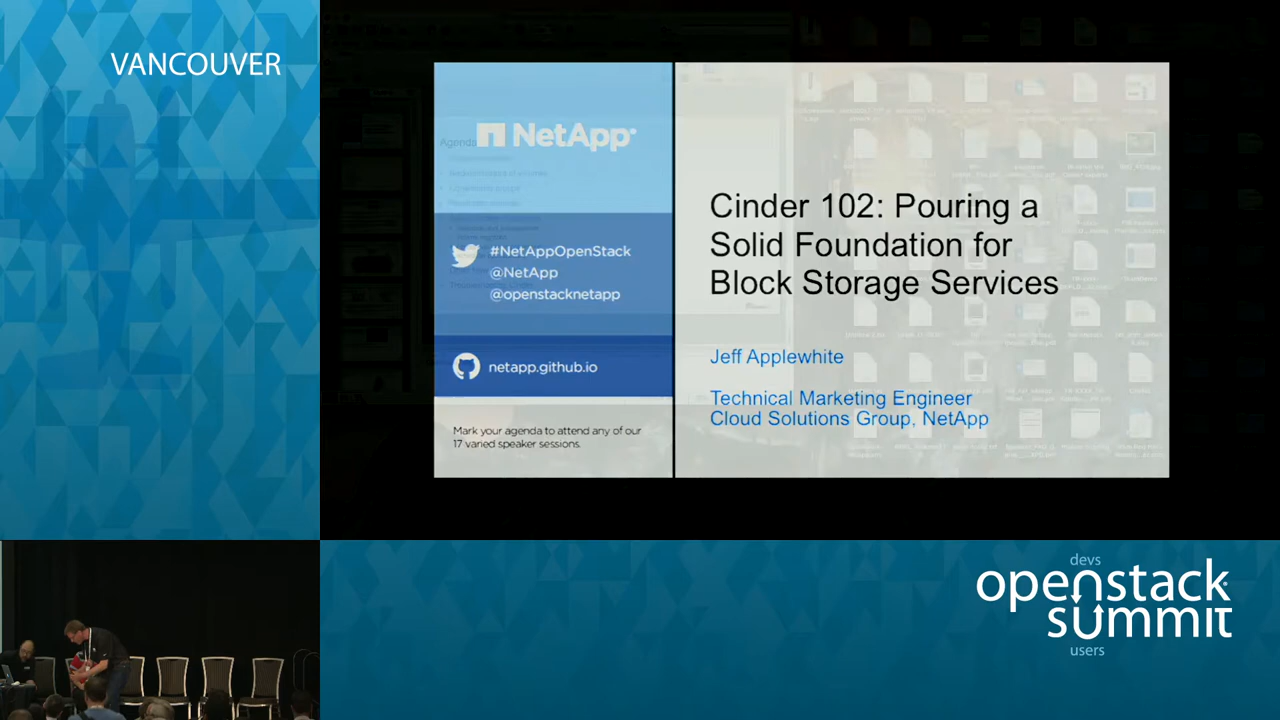 VANCOUVER
Agenda
NetApp
#NetAppOpenStack
@NetApp
@openstacknetapp
netapp.github.io
Mark your agenda to attend any of our
17 varied speaker sessions.
Cinder 102: Pouring a
Solid Foundation for
Block Storage Services
Jeff Applewhite
Technical Marketing Engineer
Cloud Solutions Group, NetApp
devs
openstack
summit
users